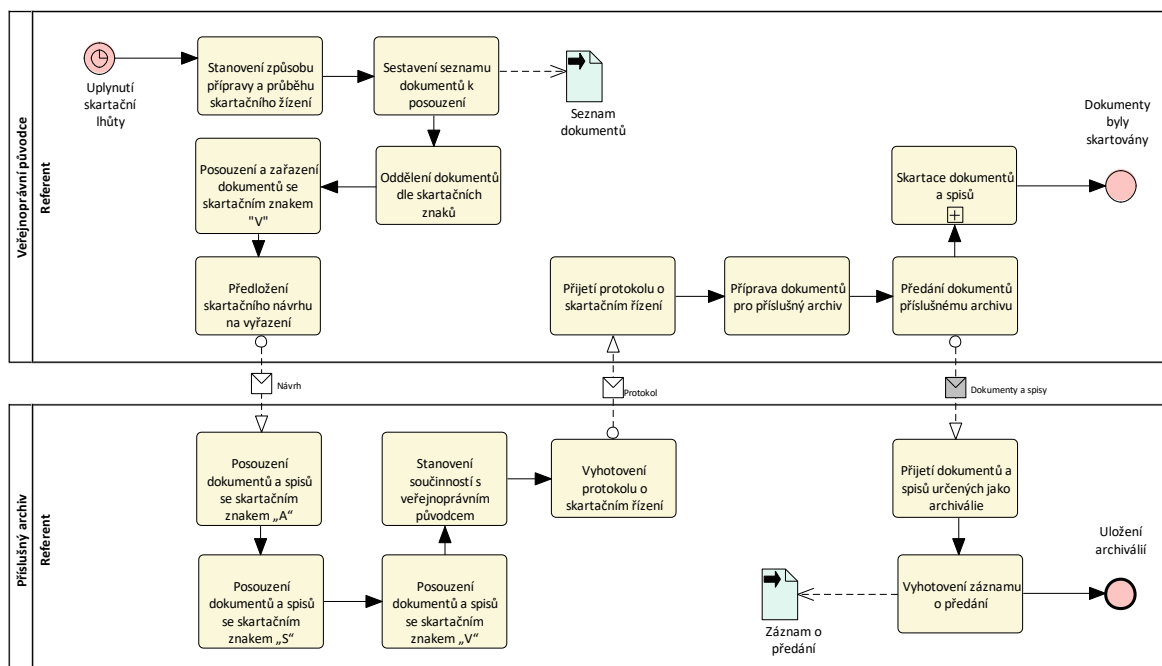 Veřejnoprávní původce
Referent
Uplynutí
skartační
lhůty
Stanovení způsobu
přípravy a průběhu
skartačního žízení
Sestavení seznamu
dokumentů k
posouzení
Seznam
dokumentů
Oddělení dokumentů
dle skartačních
znaků
Posouzení a zařazení
dokumentů se
skartačním znakem
"V"
Předložení
skartačního návrhu
na vyřazení
Přijetí protokolu o
skartačním řízení
Příprava dokumentů
pro příslušný archiv
Předání dokumentů
příslušnému archivu
Skartace dokumentů
a spisů
Dokumenty
byly
skartovány
Návrh
Protokol
Dokumenty a spisy
Příslušný archiv
Referent
Posouzení
dokumentů a spisů
se skartačním
znakem „A“
Posouzení
dokumentů a spisů
se skartačním
znakem „S“
Posouzení
dokumentů a spisů
se skartačním
znakem „V“
Stanovení
součinností s
veřejnoprávním
původcem
Vyhotovení
protokolu o
skartačním řízení
Přijetí dokumentů a
spisů určených jako
archiválie
Vyhotovení záznamu
o předání
Záznam o
předání
Uložení
archiválií